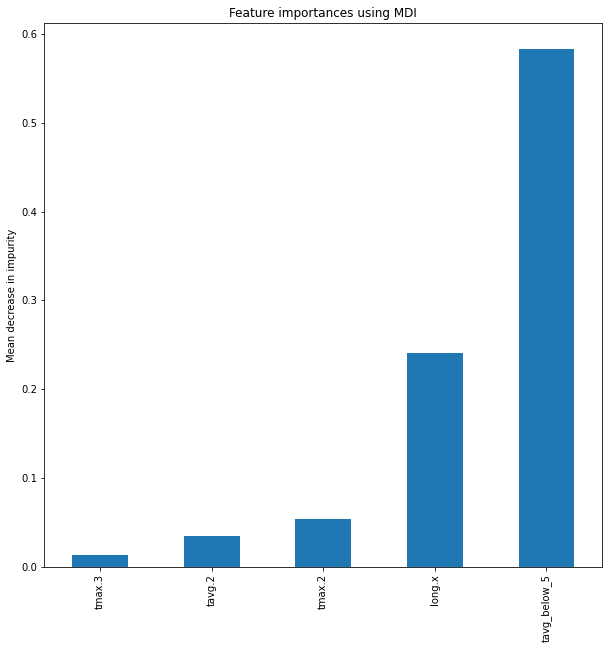 Feature importances using MDI
Mean decrease in impurity
0.6
0.5
0.4
0.3
0.2
0.1
0.0
tmax.3
tavg.2
tmax.2
long.x
tavg_below_5